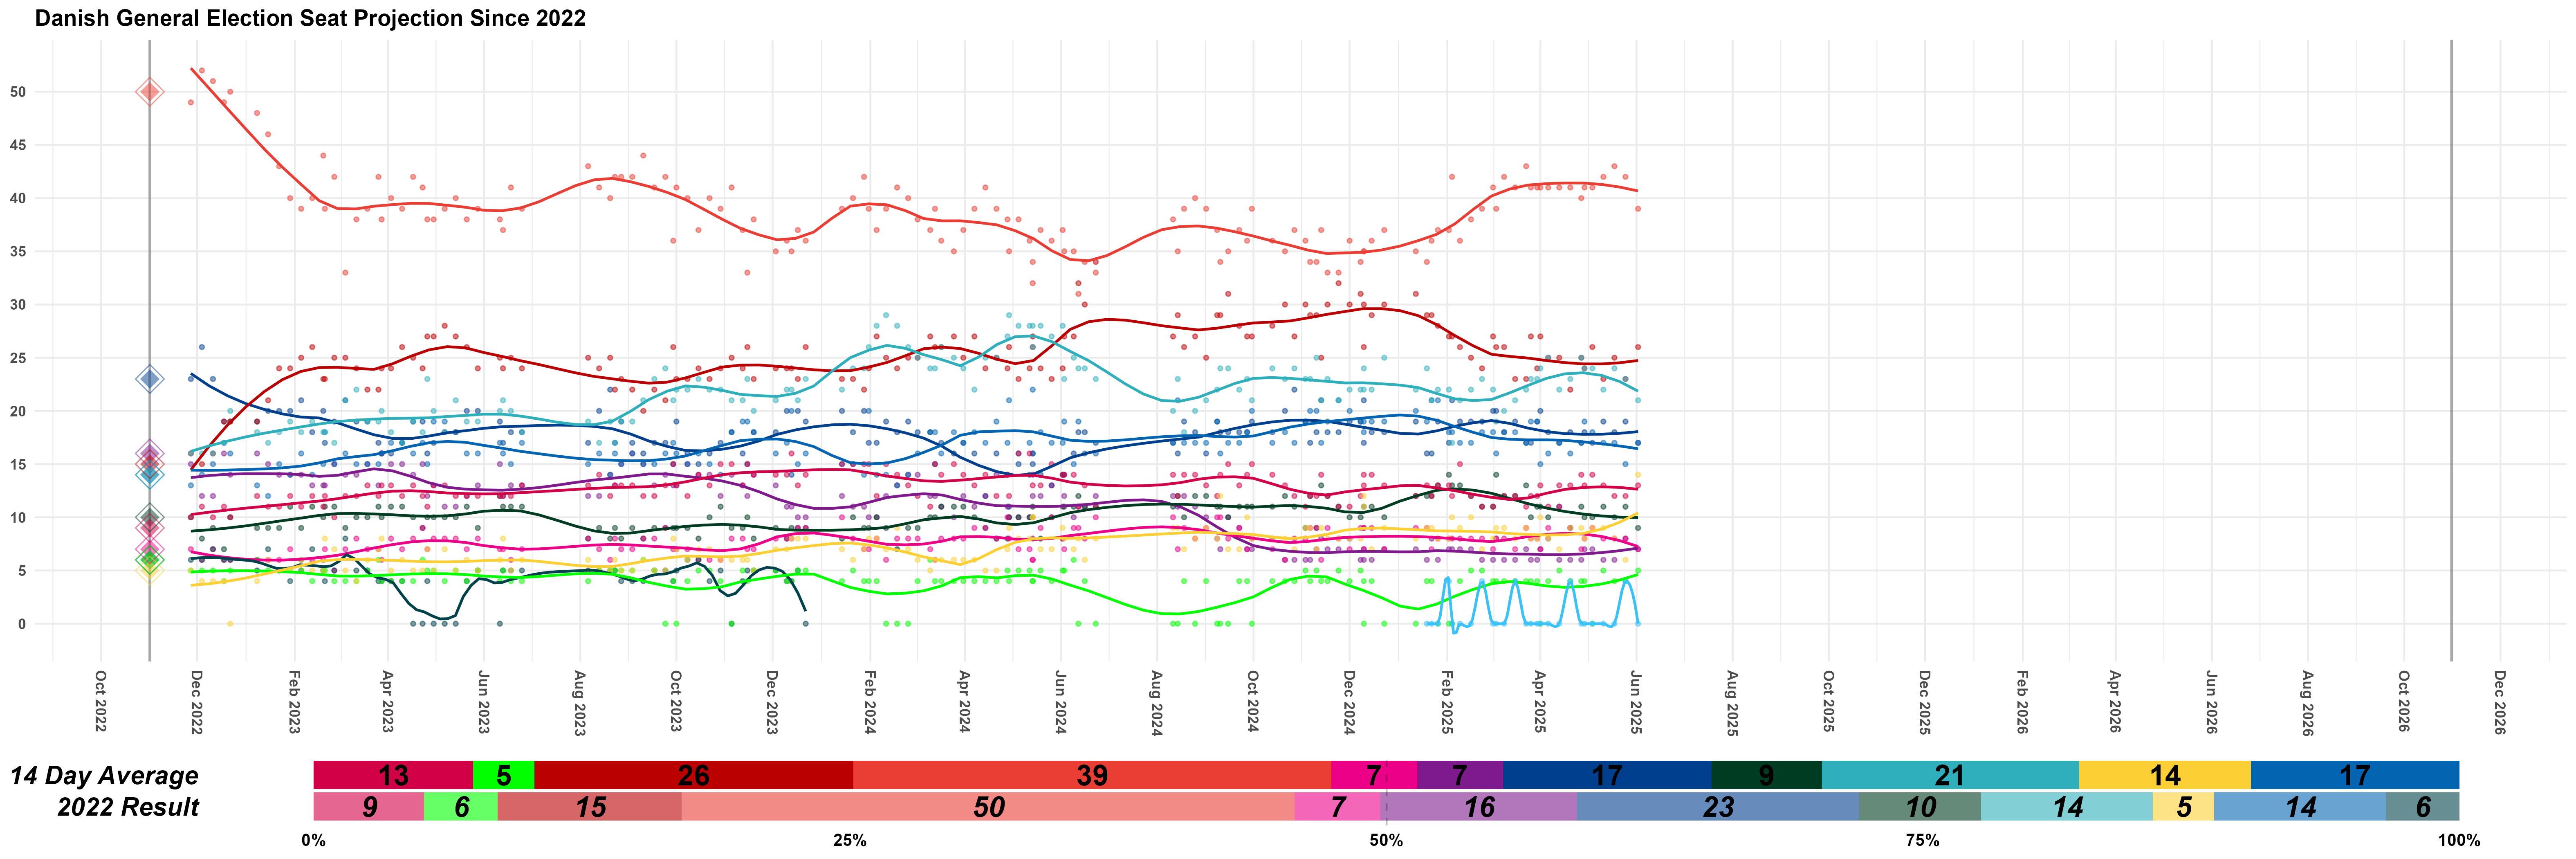 Danish General Election Seat Projection Since 2022
50
45
40
35
30
25
20
15
10
5
0
Oct 2022
Dec 2022
Feb 2023
Apr 2023
Jun 2023
Aug 2023
Oct 2023
Dec 2023
Feb 2024
Apr 2024
Jun 2024
Aug 2024
Oct 2024
Dec 2024
Feb 2025
Apr 2025
Jun 2025
Aug 2025
Oct 2025
Dec 2025
Feb 2026
Apr 2026
Jun 2026
Aug 2026
Oct 2026
Dec 2026
14 Day Average 13 5 26 39 7 7 17 9 21 14 17
2022 Result 9 6 15 50 7 16 23 10 14 5 14 6
0% 25% 50% 75% 100%